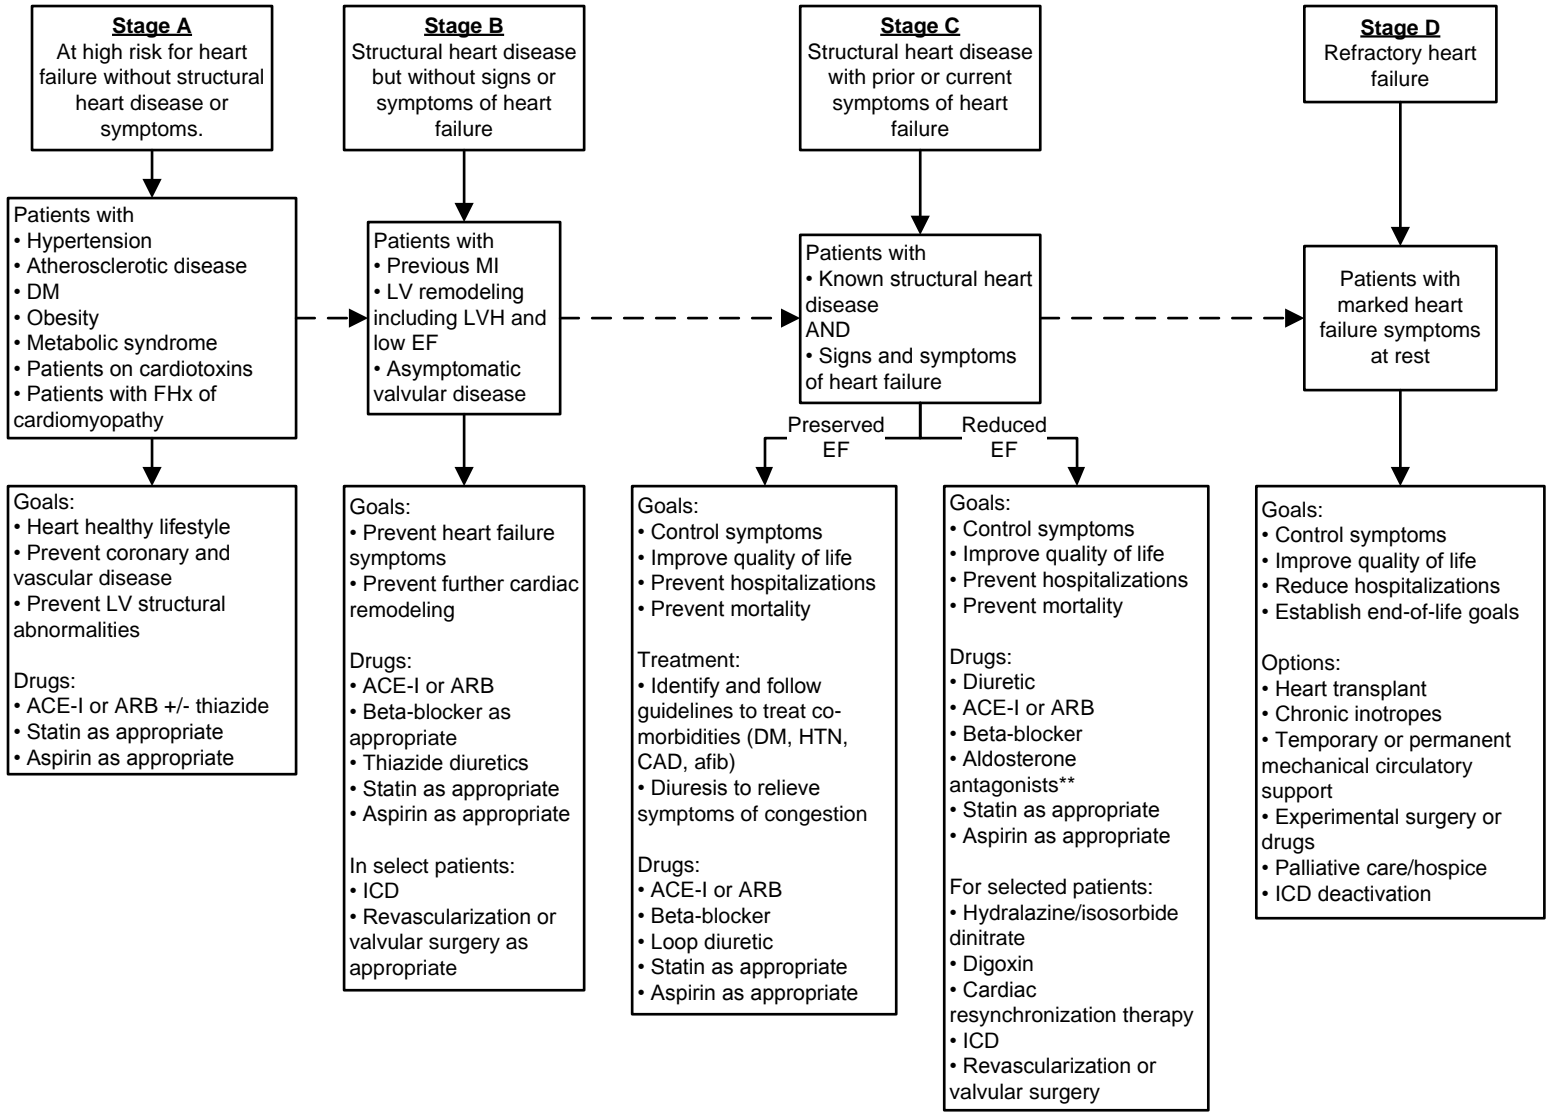 Stage A
At high risk for heart
failure without structural
heart disease or
symptoms.
Stage B
Structural heart disease
but without signs or
symptoms of heart
failure
Stage C
Structural heart disease
with prior or current
symptoms of heart
failure
Stage D
Refractory heart
failure
Patients with
• Hypertension
• Atherosclerotic disease
• DM
• Obesity
• Metabolic syndrome
• Patients on cardiotoxins
• Patients with FHx of
cardiomyopathy
Patients with
• Previous MI
• LV remodeling
including LVH and
low EF
• Asymptomatic
valvular disease
Patients with
• Known structural heart
disease
AND
• Signs and symptoms
of heart failure
Patients with
marked heart
failure symptoms
at rest
Preserved
EF
Reduced
EF
Goals:
• Heart healthy lifestyle
• Prevent coronary and
vascular disease
• Prevent LV structural
abnormalities
Drugs:
• ACE-I or ARB +/- thiazide
• Statin as appropriate
• Aspirin as appropriate
Goals:
• Prevent heart failure
symptoms
• Prevent further cardiac
remodeling
Drugs:
• ACE-I or ARB
• Beta-blocker as
appropriate
• Thiazide diuretics
• Statin as appropriate
• Aspirin as appropriate
In select patients:
• ICD
• Revascularization or
valvular surgery as
appropriate
Goals:
• Control symptoms
• Improve quality of life
• Prevent hospitalizations
• Prevent mortality
Treatment:
• Identify and follow
guidelines to treat co-
morbidities (DM, HTN,
CAD, afib)
• Diuresis to relieve
symptoms of congestion
Drugs:
• ACE-I or ARB
• Beta-blocker
• Loop diuretic
• Statin as appropriate
• Aspirin as appropriate
Goals:
• Control symptoms
• Improve quality of life
• Prevent hospitalizations
• Prevent mortality
Drugs:
• Diuretic
• ACE-I or ARB
• Beta-blocker
• Aldosterone
antagonists**
• Statin as appropriate
• Aspirin as appropriate
For selected patients:
• Hydralazine/isosorbide
dinitrate
• Digoxin
• Cardiac
resynchronization therapy
• ICD
• Revascularization or
valvular surgery
Goals:
• Control symptoms
• Improve quality of life
• Reduce hospitalizations
• Establish end-of-life goals
Options:
• Heart transplant
• Chronic inotropes
• Temporary or permanent
mechanical circulatory
support
• Experimental surgery or
drugs
• Palliative care/hospice
• ICD deactivation